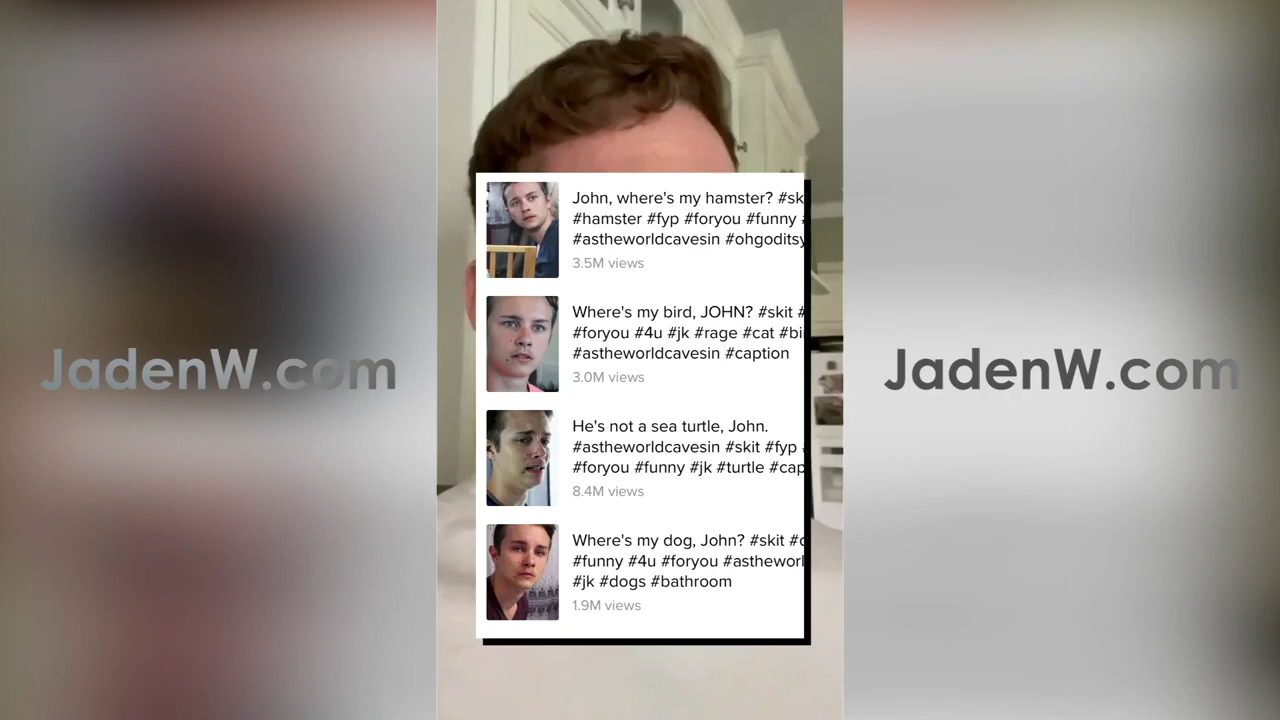 John, where's my hamster? #sk
#hamster #fyp #foryou #funny
#astheworldcavesin #ohgoditsy
3.5M views
Where's my bird, JOHN? #skit #
#foryou #4u #jk #rage #cat #bi
#astheworldcavesin #caption
3.0M views
JadenW.com
JadenW.com
He's not a sea turtle, John.
#astheworldcavesin #skit #fyp
#foryou #funny #jk #turtle #cap
8.4M views
Where's my dog, John? #skit #d
#funny #4u #foryou #astheworl
#jk #dogs #bathroom
1.9M views